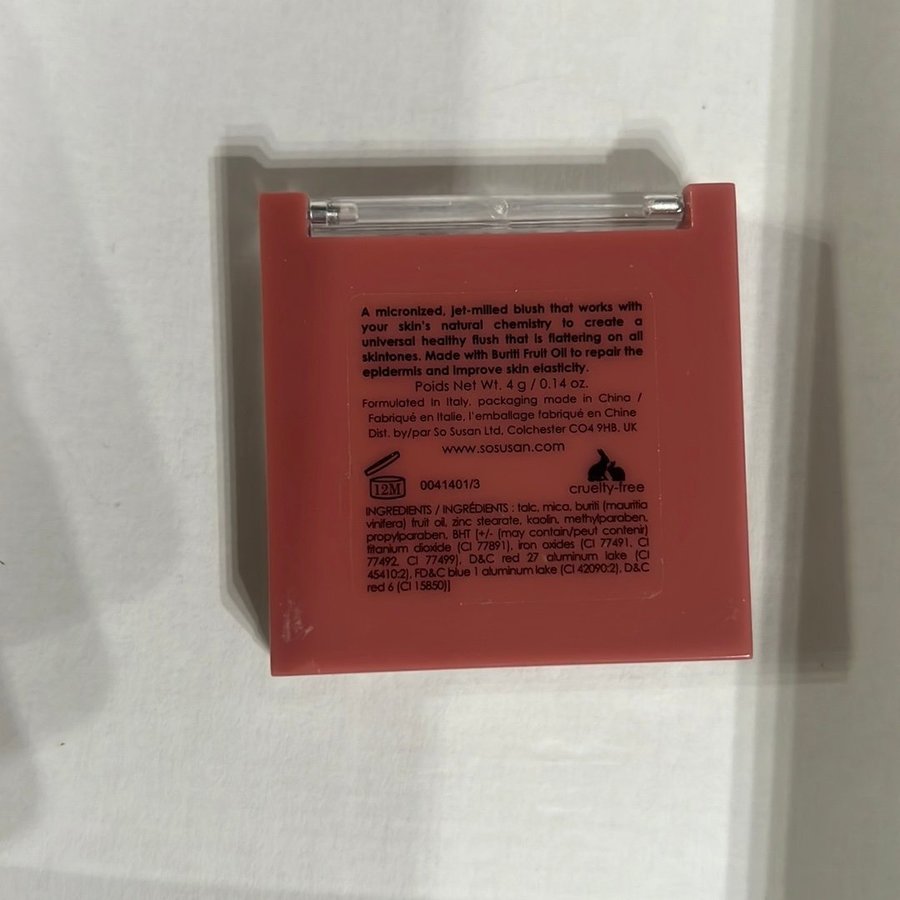 A micronized, jet-milled blush that works with
your skin's natural chemistry to create a
universal healthy flush that is flattering on all
skintones. Made with Buriti Fruit Oil to repair the
epidermis and improve skin elasticity.
Poids Net Wt. 4 g / 0.14 oz.
Formulated in Italy, packaging made in China /
Fabriqué en Italie, l'emballage fabriqué en Chine
Dist. by/par So Susan Ltd, Colchester CO4 9HB, UK
www.sosusan.com
12M 0041401/3
cruelty-free
INGREDIENTS / INGRÉDIENTS : talc, mica, buriti (mauritia
vinifera) fruit oil, zinc stearate, kaolin, methylparaben,
propylparaben, BHT [+/- (may contain/peut contenir)
titanium dioxide (CI 77891), iron oxides (CI 77491, CI
77492, CI 77499), D&C red 27 aluminum lake (CI
45410:2), FD&C blue 1 aluminum lake (CI 42090:2), D&C
red 6 (CI 15850)]